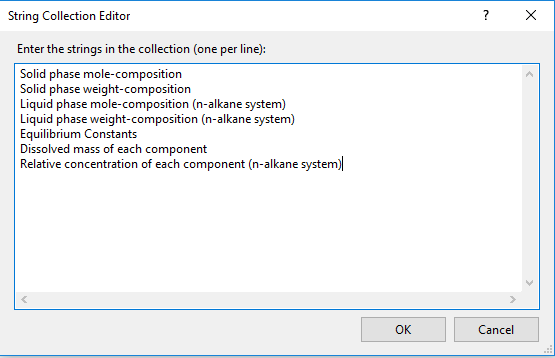 String Collection Editor
?
Enter the strings in the collection (one per line):
Solid phase mole-composition
Solid phase weight-composition
Liquid phase mole-composition (n-alkane system)
Liquid phase weight-composition (n-alkane system)
Equilibrium Constants
Dissolved mass of each component
Relative concentration of each component (n-alkane system)
OK
Cancel